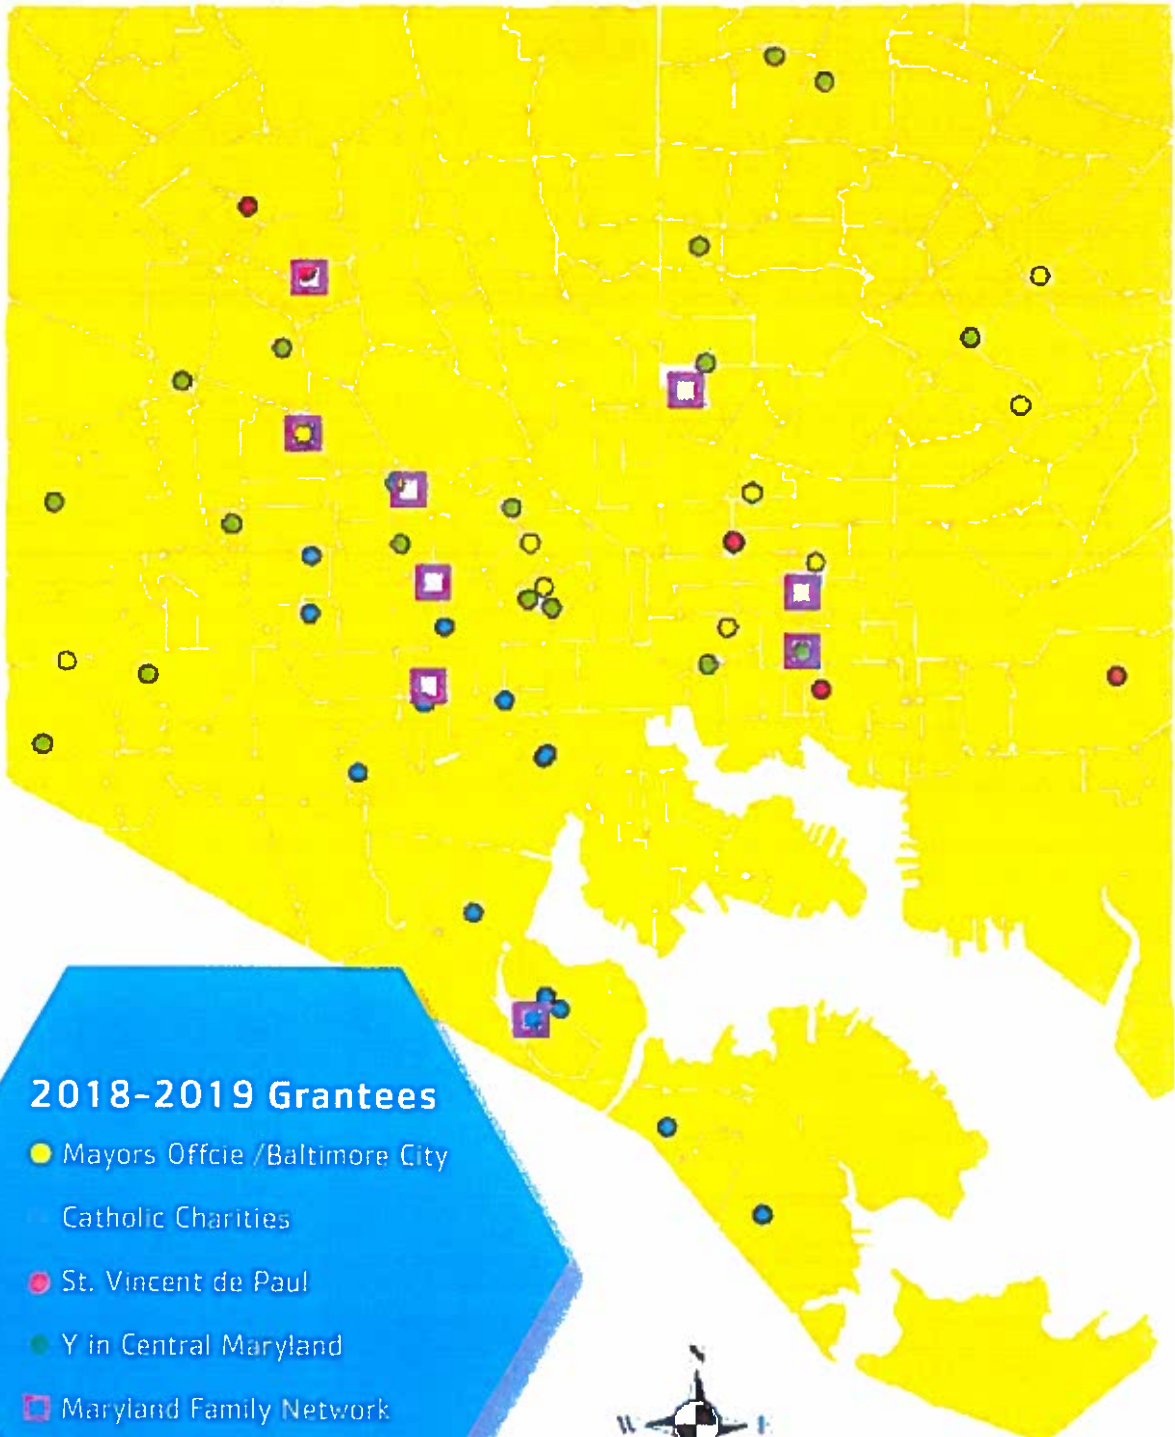 2018-2019 Grantees
Mayors Offcie /Baltimore City
Catholic Charities
St. Vincent de Paul
Y in Central Maryland
Maryland Family Network
N
W E